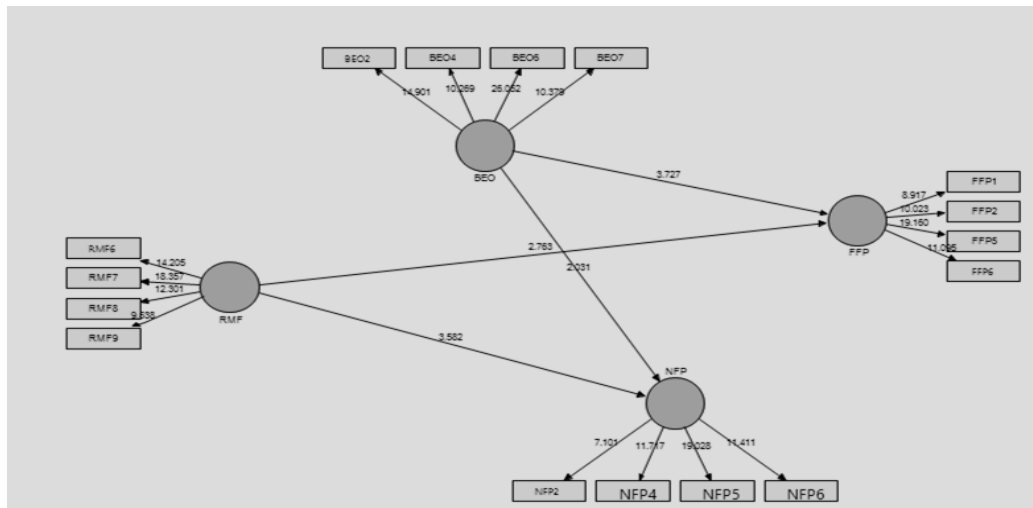 BEO2 BEO4 BEO6 BEO7
14.901 10.269 26.052 10.379
BEO
3.727
FFP1
8.917
FFP2
10.023
19.160
FFP5
11.095
FFP6
FFP
2.763
2.031
RMF6
14.205
RMF7
18.357
12.301
RMF8
9.538
RMF9
RMF
3.582
NFP
7.101 11.717 19.028 11.411
NFP2 NFP4 NFP5 NFP6